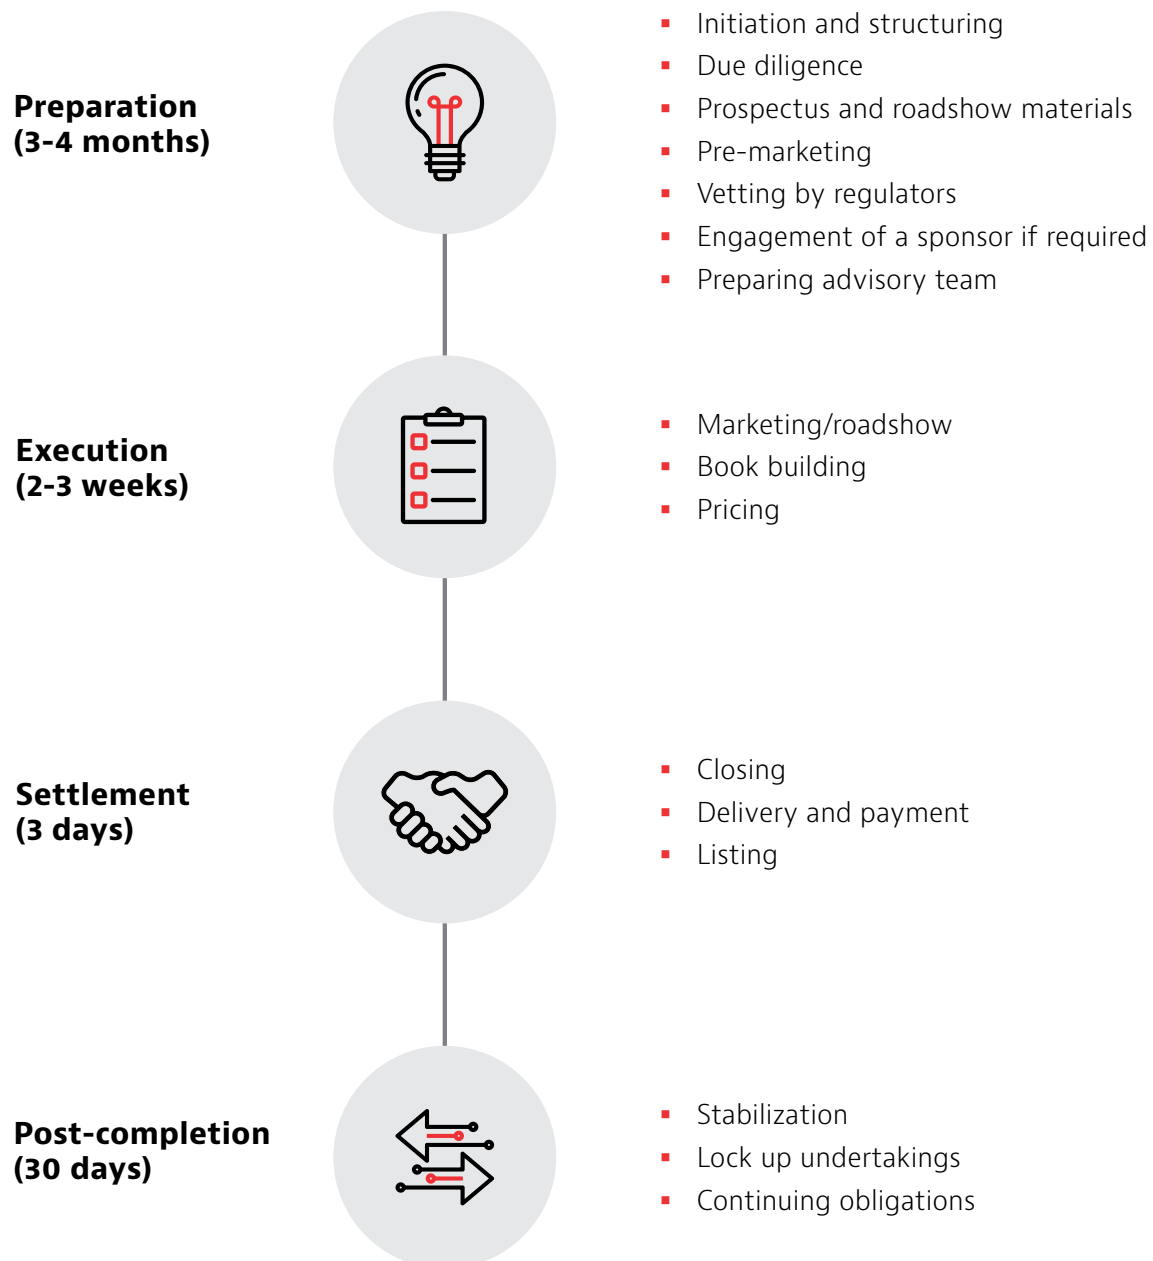 Preparation
(3-4 months)
Initiation and structuring
Due diligence
Prospectus and roadshow materials
Pre-marketing
Vetting by regulators
Engagement of a sponsor if required
Preparing advisory team
Execution
(2-3 weeks)
Marketing/roadshow
Book building
Pricing
Settlement
(3 days)
Closing
Delivery and payment
Listing
Post-completion
(30 days)
Stabilization
Lock up undertakings
Continuing obligations